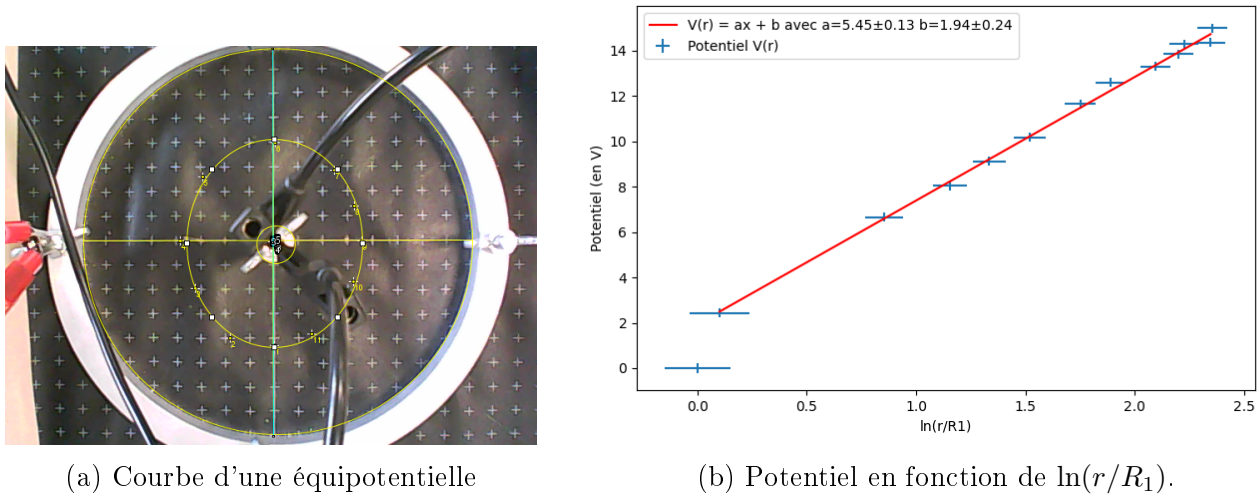 V(r) = ax + b avec a=5.45±0.13 b=1.94±0.24
Potentiel V(r)
14
12
10
8
6
4
2
0
Potentiel (en V)
0.0 0.5 1.0 1.5 2.0 2.5
ln(r/R1)
(a) Courbe d'une équipotentielle
(b) Potentiel en fonction de ln(r/R₁).